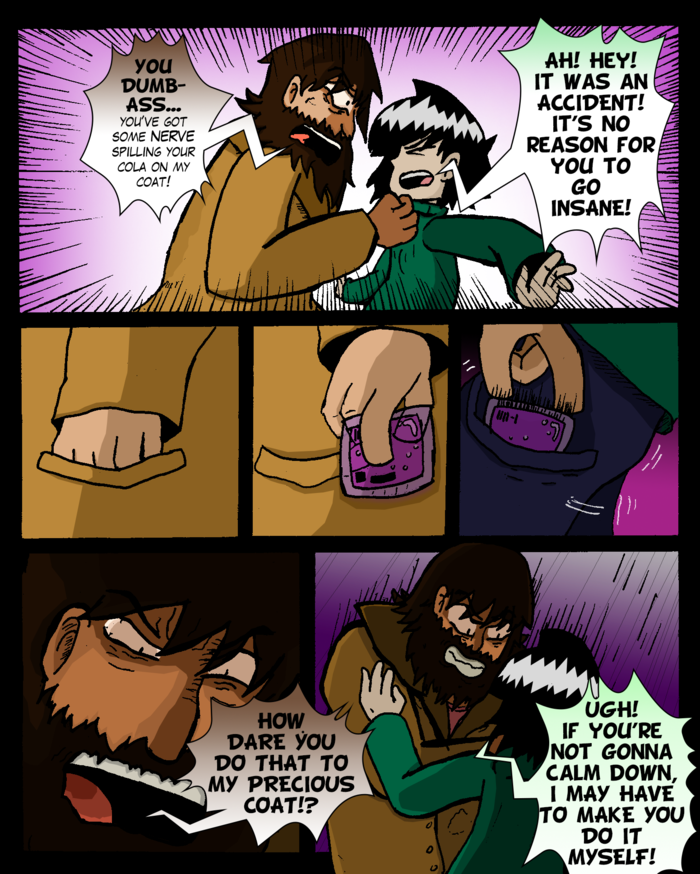 YOU
DUMB-
ASS...
YOU'VE GOT
SOME NERVE
SPILLING YOUR
COLA ON MY
COAT!
AH! HEY!
IT WAS AN
ACCIDENT!
IT'S NO
REASON FOR
YOU TO
GO
INSANE!
HOW
DARE YOU
DO THAT TO
MY PRECIOUS
COAT!?
UGH!
IF YOU'RE
NOT GONNA
CALM DOWN,
I MAY HAVE
TO MAKE YOU
DO IT
MYSELF!